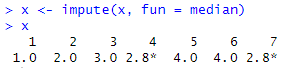 > x <- impute(x, fun = median)
> x
1 2 3 4 5 6 7
1.0 2.0 3.0 2.8* 4.0 4.0 2.8*